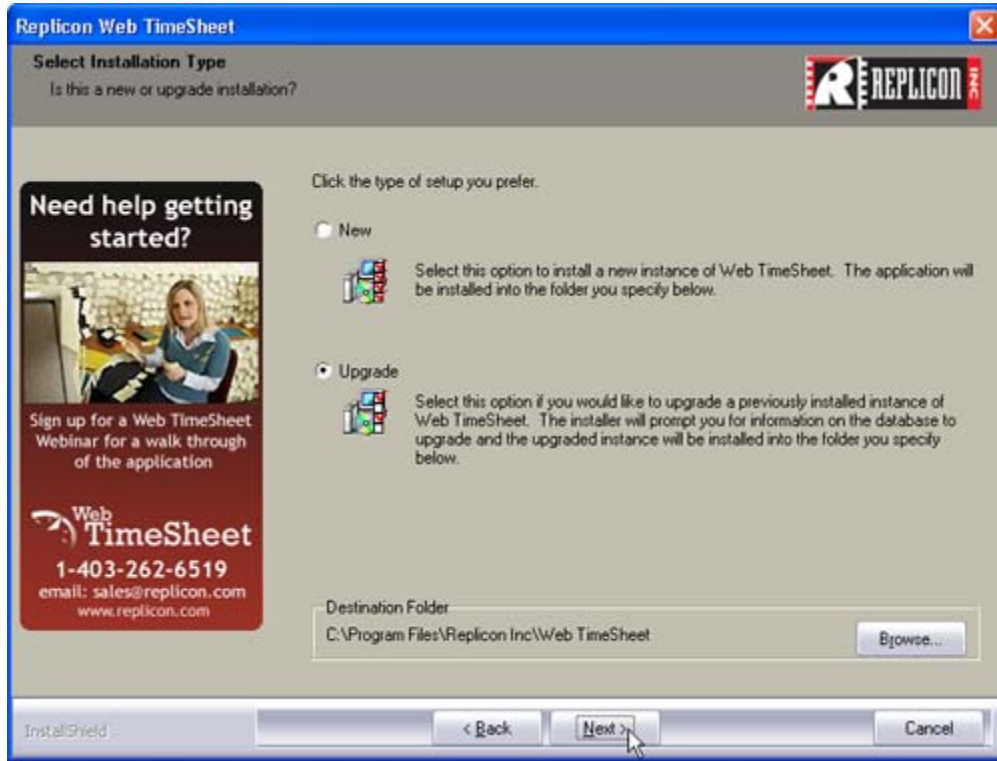 Replicon Web TimeSheet
Select Installation Type
Is this a new or upgrade installation?
REPLICON INC
Need help getting
started?
Sign up for a Web TimeSheet
Webinar for a walk through
of the application
Web
TimeSheet
1-403-262-6519
email: sales@replicon.com
www.replicon.com
Click the type of setup you prefer.
New
Select this option to install a new instance of Web TimeSheet. The application will
be installed into the folder you specify below.
Upgrade
Select this option if you would like to upgrade a previously installed instance of
Web TimeSheet. The installer will prompt you for information on the database to
upgrade and the upgraded instance will be installed into the folder you specify
below.
Destination Folder
C:\Program Files\Replicon Inc\Web TimeSheet
Browse...
InstallShield
< Back
Next >
Cancel